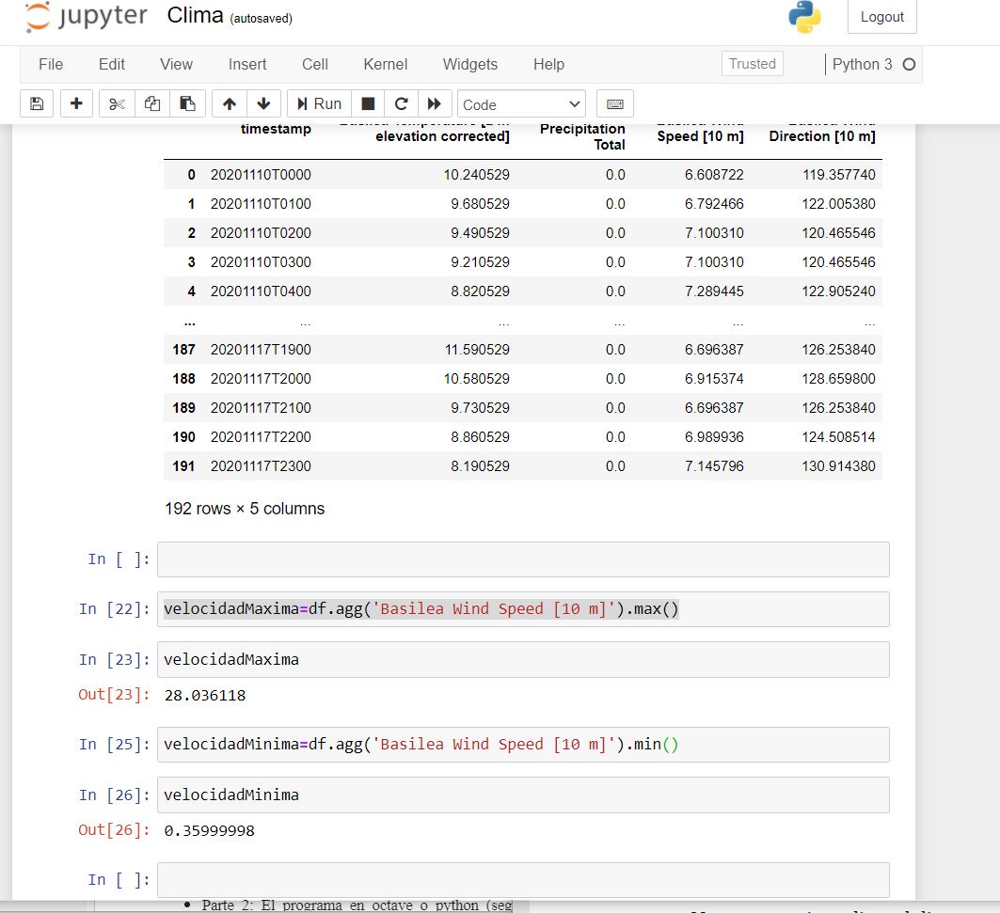 jupyter Clima (autosaved)
Logout
File Edit View Insert Cell Kernel Widgets Help Trusted Python 3
Run Code
timestamp
elevation corrected]
Precipitation
Total
Speed [10 m]
Direction [10 m]
0 20201110T0000 10.240529 0.0 6.608722 119.357740
1 20201110T0100 9.680529 0.0 6.792466 122.005380
2 20201110T0200 9.490529 0.0 7.100310 120.465546
3 20201110T0300 9.210529 0.0 7.100310 120.465546
4 20201110T0400 8.820529 0.0 7.289445 122.905240
... ... ... ... ... ...
187 20201117T1900 11.590529 0.0 6.696387 126.253840
188 20201117T2000 10.580529 0.0 6.915374 128.659800
189 20201117T2100 9.730529 0.0 6.696387 126.253840
190 20201117T2200 8.860529 0.0 6.989936 124.508514
191 20201117T2300 8.190529 0.0 7.145796 130.914380
192 rows × 5 columns
In [ ]:
In [22]: velocidadMaxima=df.agg('Basilea Wind Speed [10 m]').max()
In [23]: velocidadMaxima
Out[23]: 28.036118
In [25]: velocidadMinima=df.agg('Basilea Wind Speed [10 m]').min()
In [26]: velocidadMinima
Out[26]: 0.35999998
In [ ]:
• Parte 2: El programa en octave o python (seg